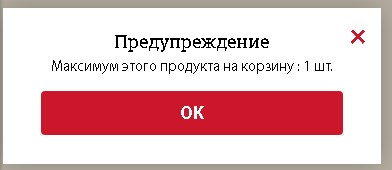 Предупреждение
Максимум этого продукта на корзину : 1 шт.
OK